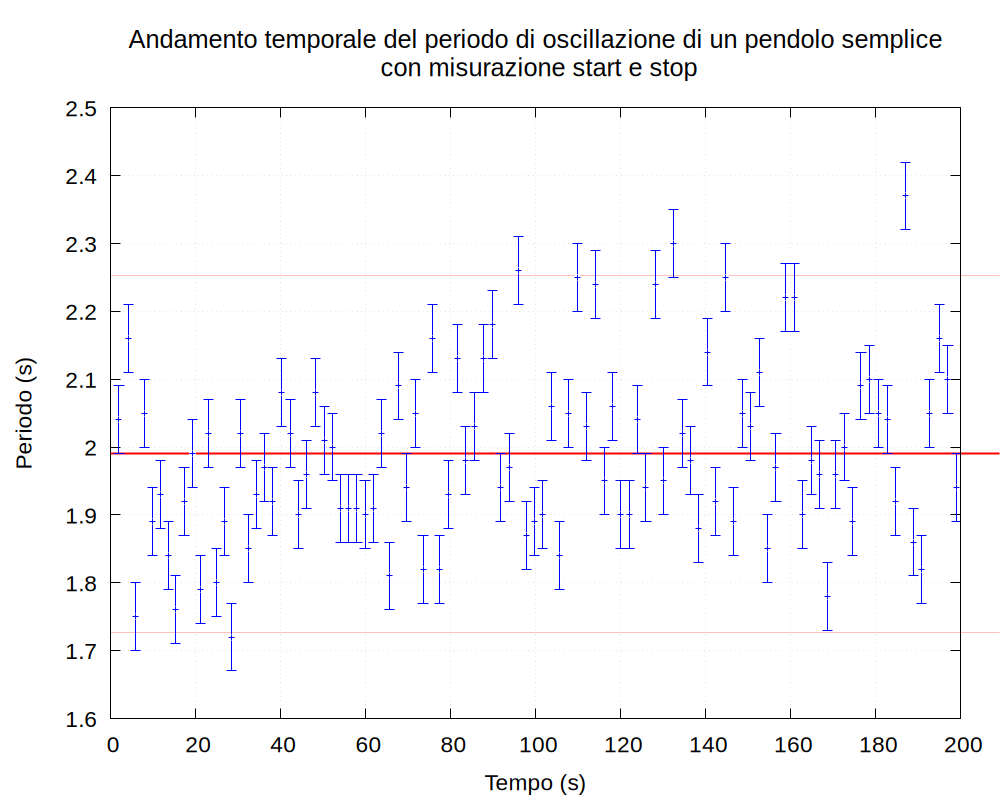 Andamento temporale del periodo di oscillazione di un pendolo semplice
con misurazione start e stop
2.5
2.4
2.3
2.2
2.1
2
1.9
1.8
1.7
1.6
Periodo (s)
0 20 40 60 80 100 120 140 160 180 200
Tempo (s)